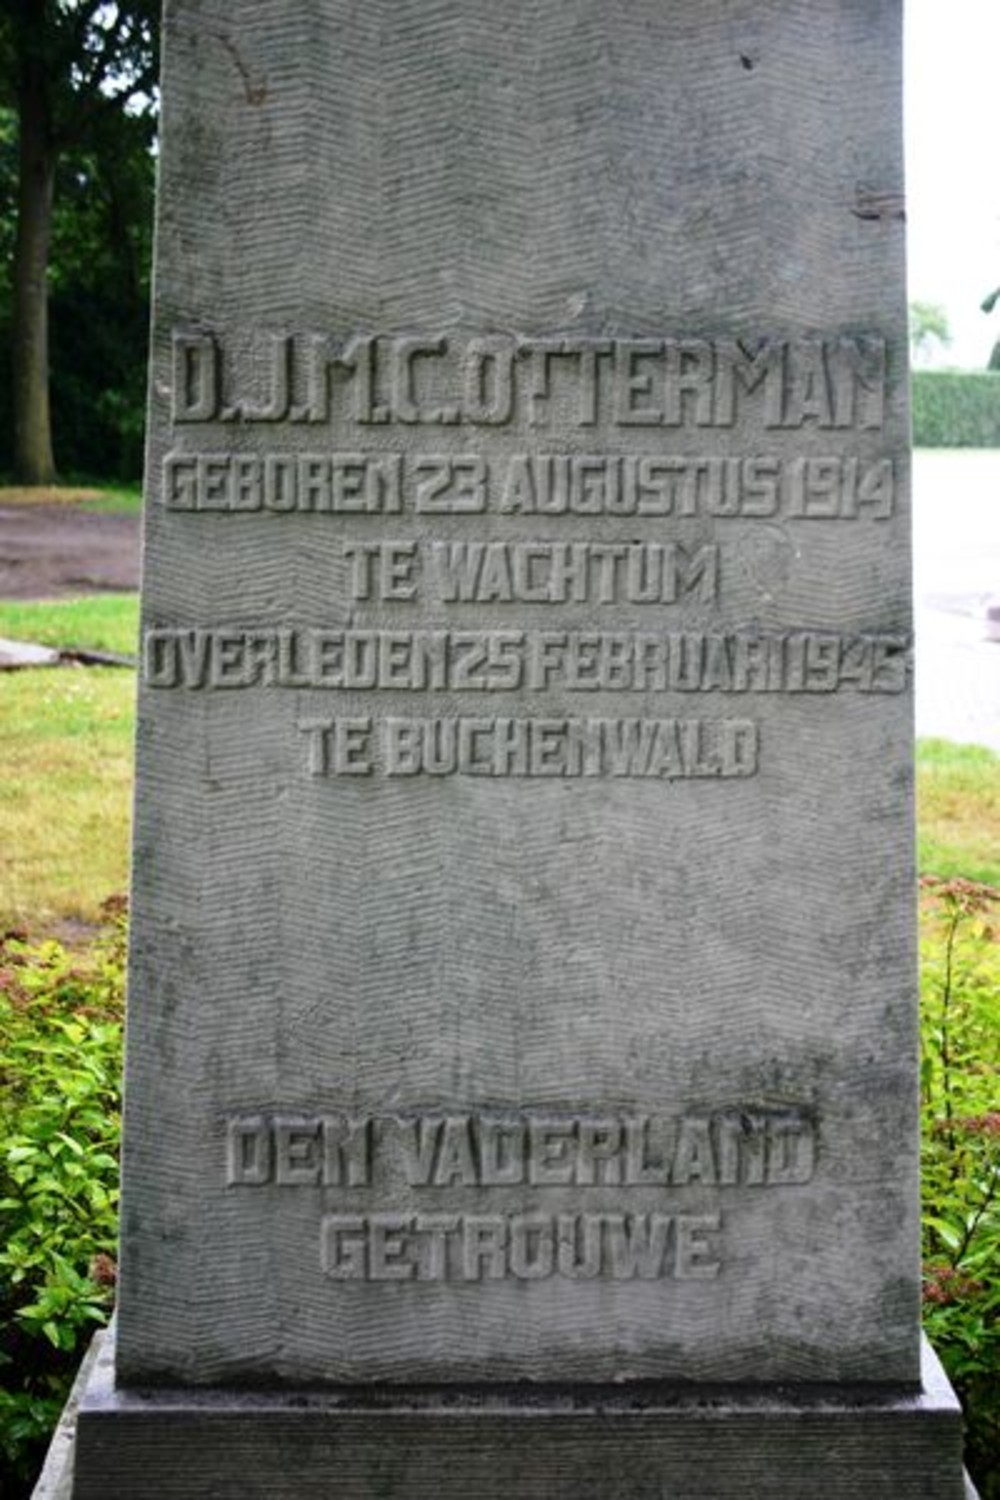 D.J.M.C.OTTERMAN
GEBOREN 23 AUGUSTUS 1914
TE WACHTUM
OVERLEDEN 25 FEBRUARI 1945
TE BUCHENWALD
DEN VADERLAND
GETROUWE